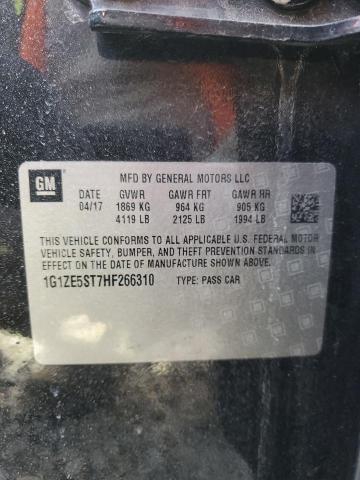 GM
MFD BY GENERAL MOTORS LLC
DATE GVWR GAWR FRT GAWR RR
04/17 1869 KG 964 KG 905 KG
4119 LB 2125 LB 1994 LB
THIS VEHICLE CONFORMS TO ALL APPLICABLE U.S. FEDERAL MOTOR
VEHICLE SAFETY, BUMPER, AND THEFT PREVENTION STANDARDS IN
EFFECT ON THE DATE OF MANUFACTURE SHOWN ABOVE.
1G1ZE5ST7HF266310 TYPE: PASS CAR